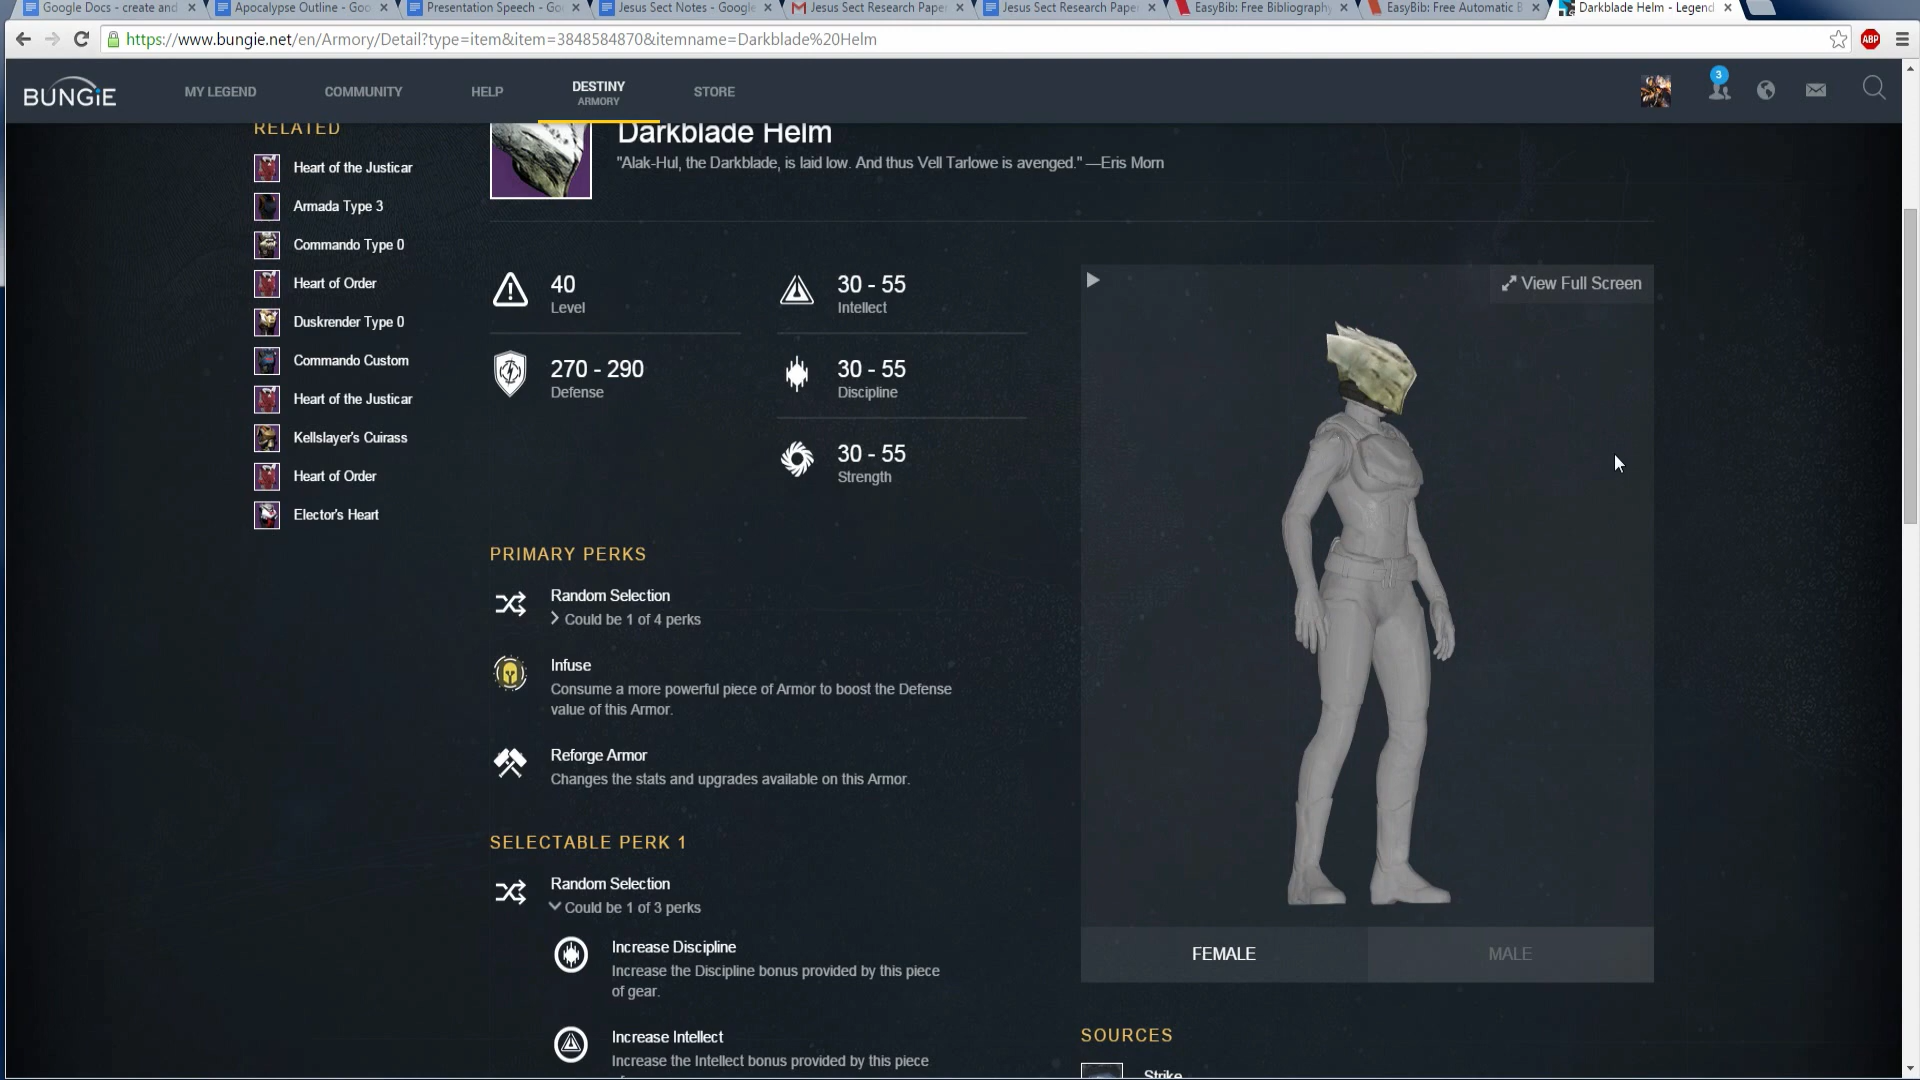 Google Docs - create and
Apocalypse Outline - Goo
Presentation Speech - Go
Jesus Sect Notes - Google
Jesus Sect Research Paper
Jesus Sect Research Paper
EasyBib: Free Bibliography
EasyBib: Free Automatic B
Darkblade Helm - Legend
https://www.bungie.net/en/Armory/Detail?type=item&item=3848584870&itemname=Darkblade%20Helm
ABP
BUNGiE
MY LEGEND
COMMUNITY
HELP
DESTINY
ARMORY
STORE
3
RELATED
Heart of the Justicar
Armada Type 3
Commando Type 0
Heart of Order
Duskrender Type 0
Commando Custom
Heart of the Justicar
Kellslayer's Cuirass
Heart of Order
Elector's Heart
Darkblade Helm
"Alak-Hul, the Darkblade, is laid low. And thus Vell Tarlowe is avenged." —Eris Morn
40
Level
270 - 290
Defense
30 - 55
Intellect
30 - 55
Discipline
30 - 55
Strength
PRIMARY PERKS
Random Selection
Could be 1 of 4 perks
Infuse
Consume a more powerful piece of Armor to boost the Defense
value of this Armor.
Reforge Armor
Changes the stats and upgrades available on this Armor.
SELECTABLE PERK 1
Random Selection
Could be 1 of 3 perks
Increase Discipline
Increase the Discipline bonus provided by this piece
of gear.
Increase Intellect
Increase the Intellect bonus provided by this piece
View Full Screen
FEMALE
MALE
SOURCES
Strike